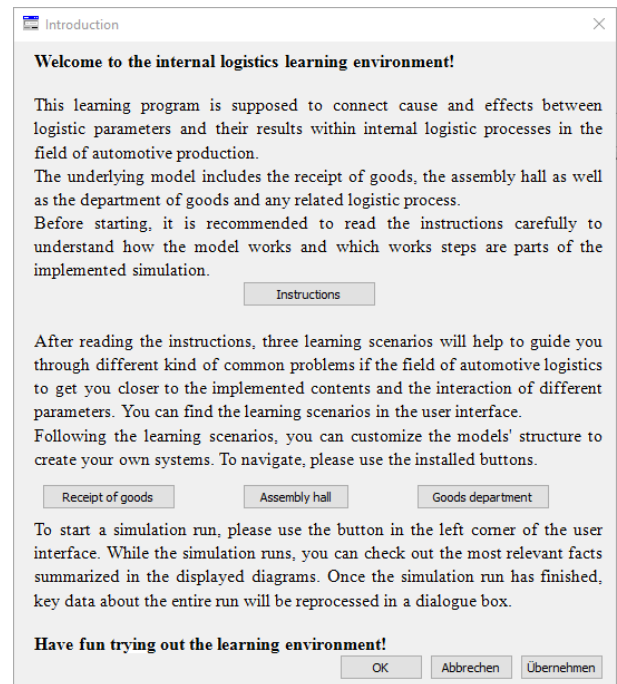 Introduction
Welcome to the internal logistics learning environment!
This learning program is supposed to connect cause and effects between
logistic parameters and their results within internal logistic processes in the
field of automotive production.
The underlying model includes the receipt of goods, the assembly hall as well
as the department of goods and any related logistic process.
Before starting, it is recommended to read the instructions carefully to
understand how the model works and which works steps are parts of the
implemented simulation.
Instructions
After reading the instructions, three learning scenarios will help to guide you
through different kind of common problems if the field of automotive logistics
to get you closer to the implemented contents and the interaction of different
parameters. You can find the learning scenarios in the user interface.
Following the learning scenarios, you can customize the models' structure to
create your own systems. To navigate, please use the installed buttons.
Receipt of goods Assembly hall Goods department
To start a simulation run, please use the button in the left corner of the user
interface. While the simulation runs, you can check out the most relevant facts
summarized in the displayed diagrams. Once the simulation run has finished,
key data about the entire run will be reprocessed in a dialogue box.
Have fun trying out the learning environment!
OK Abbrechen Übernehmen